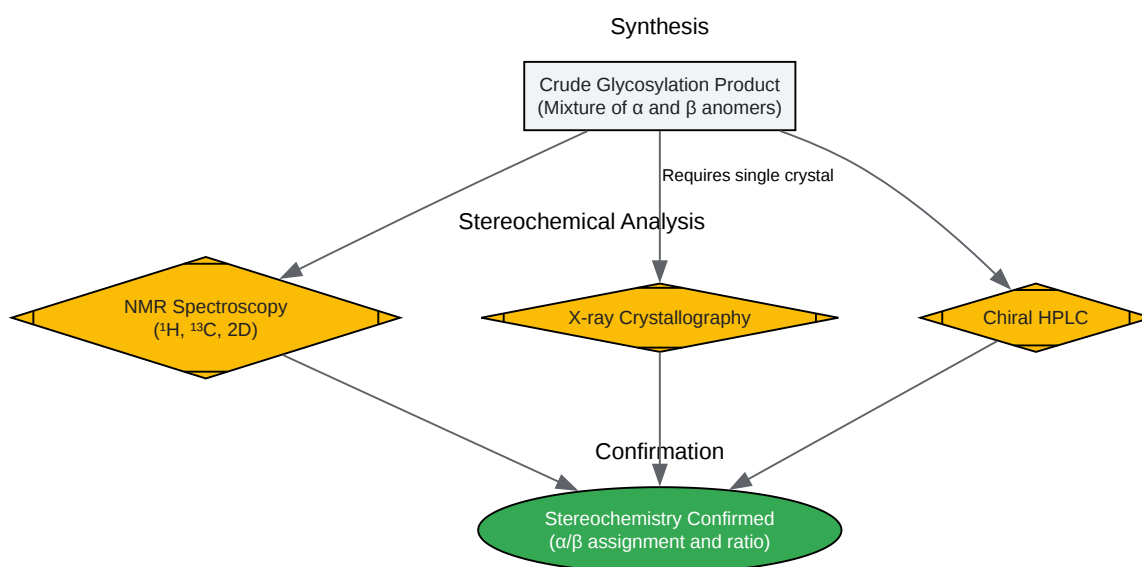 Synthesis
Crude Glycosylation Product
(Mixture of α and β anomers)
Requires single crystal
Stereochemical Analysis
NMR Spectroscopy
(¹H, ¹³C, 2D)
X-ray Crystallography
Chiral HPLC
Confirmation
Stereochemistry Confirmed
(α/β assignment and ratio)